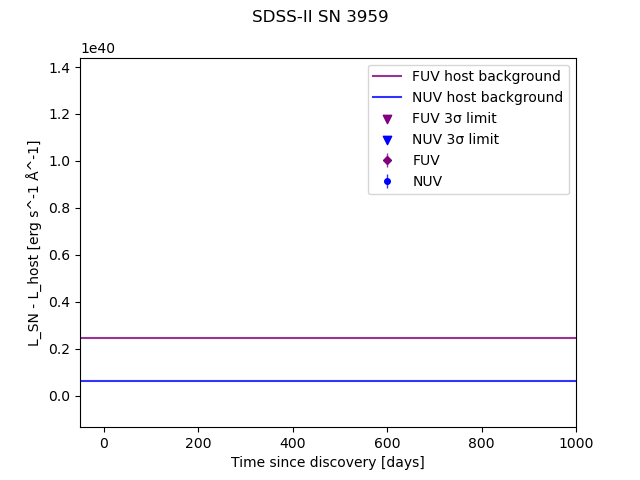 SDSS-II SN 3959
1e40
1.4
1.2
1.0
0.8
0.6
0.4
0.2
0.0
L_SN - L_host [erg s^-1 Å^-1]
FUV host background
NUV host background
FUV 3σ limit
NUV 3σ limit
FUV
NUV
0 200 400 600 800 1000
Time since discovery [days]